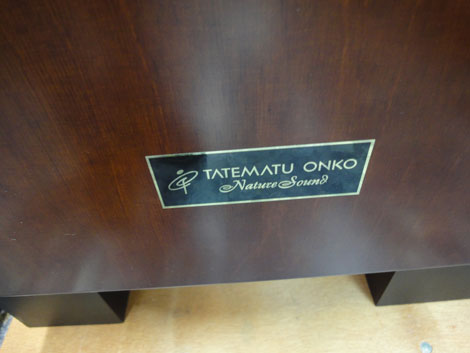 TATEMATU ONKO
Nature Sound